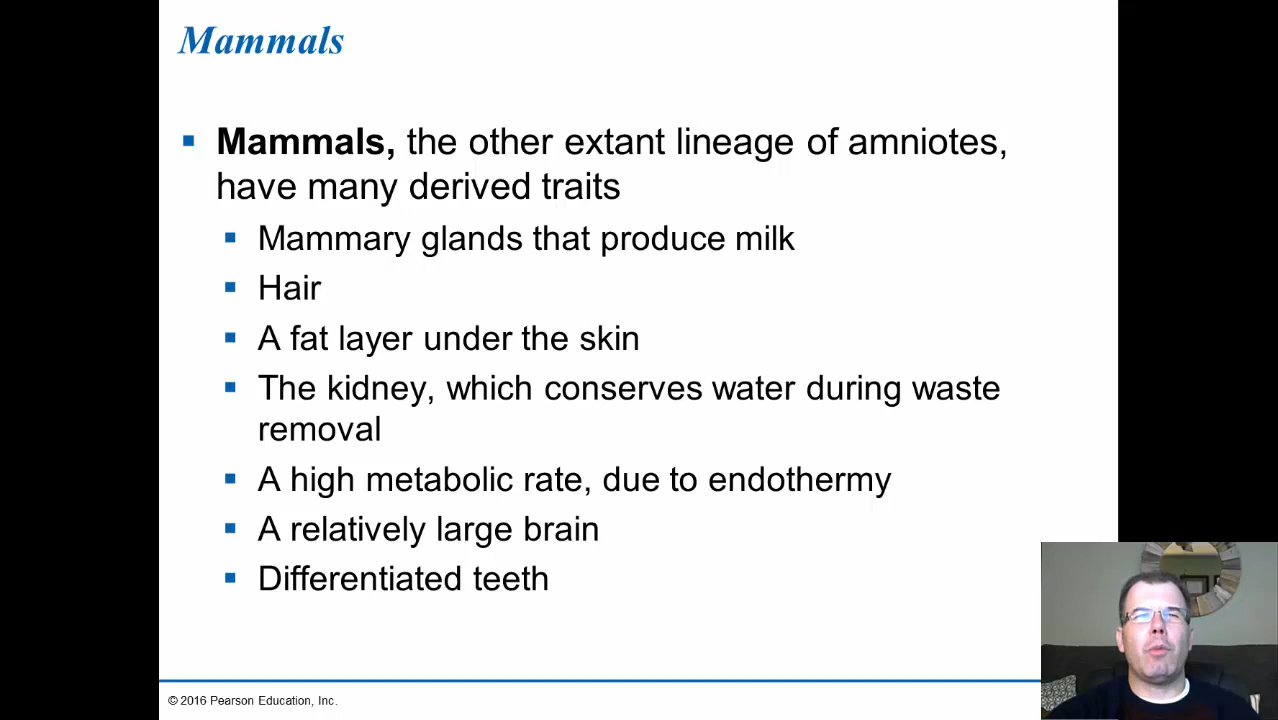 Mammals
Mammals, the other extant lineage of amniotes,
have many derived traits
Mammary glands that produce milk
Hair
A fat layer under the skin
The kidney, which conserves water during waste
removal
A high metabolic rate, due to endothermy
A relatively large brain
Differentiated teeth
© 2016 Pearson Education, Inc.